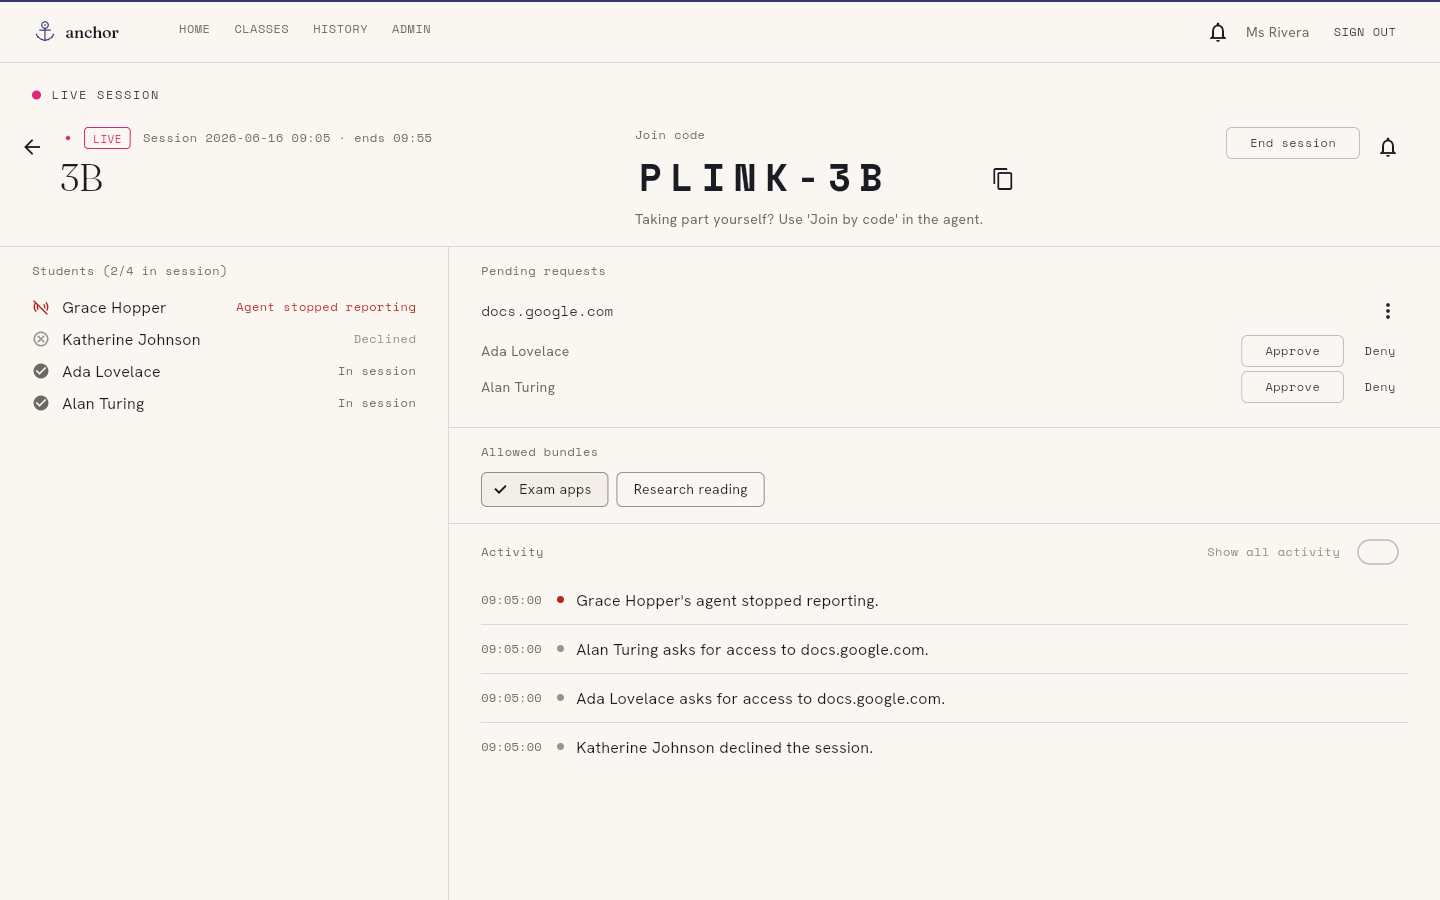 anchor
HOME CLASSES HISTORY ADMIN
Ms Rivera
SIGN OUT
LIVE SESSION
LIVE Session 2026-06-16 09:05 · ends 09:55
3B
Join code
PLINK-3B
Taking part yourself? Use 'Join by code' in the agent.
End session
Students (2/4 in session)
Grace Hopper Agent stopped reporting
Katherine Johnson Declined
Ada Lovelace In session
Alan Turing In session
Pending requests
docs.google.com
Ada Lovelace Approve Deny
Alan Turing Approve Deny
Allowed bundles
Exam apps Research reading
Activity Show all activity
09:05:00 Grace Hopper's agent stopped reporting.
09:05:00 Alan Turing asks for access to docs.google.com.
09:05:00 Ada Lovelace asks for access to docs.google.com.
09:05:00 Katherine Johnson declined the session.